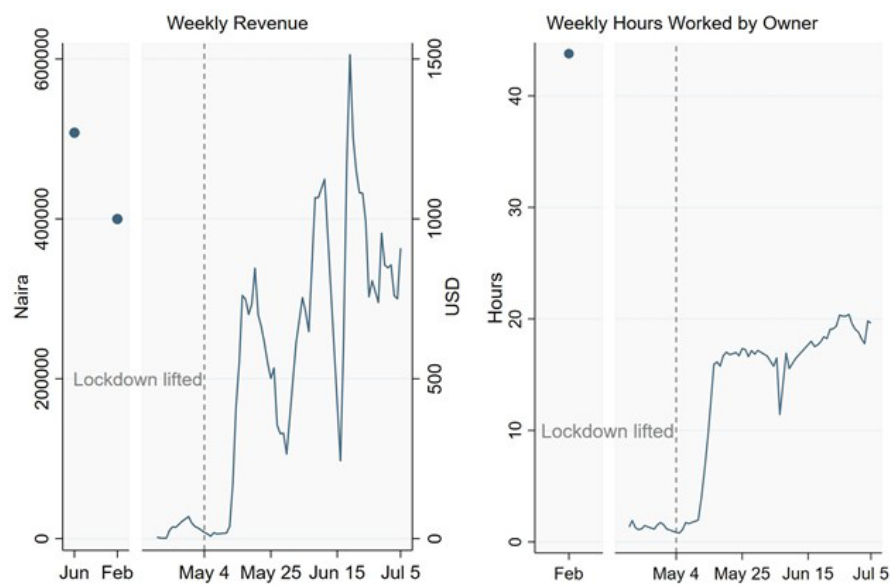 Weekly Revenue
Naira
600000
400000
200000
0
1500
1000
500
0
USD
Lockdown lifted
Jun Feb May 4 May 25 Jun 15 Jul 5
Weekly Hours Worked by Owner
Hours
40
30
20
10
0
Lockdown lifted
Feb May 4 May 25 Jun 15 Jul 5